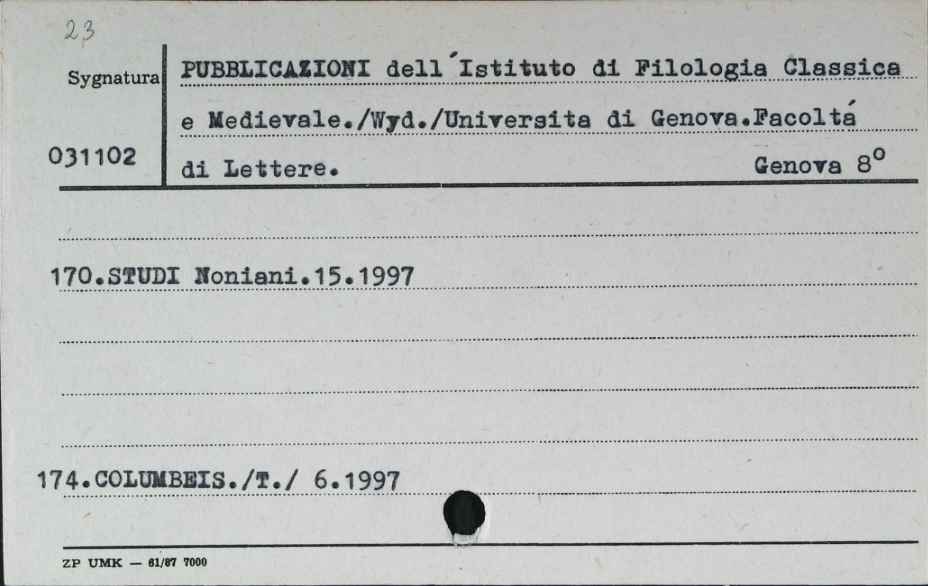 23
Sygnatura
PUBBLICAZIONI dell´Istituto di Filologia Classica
e Medievale./Wyd./Universita di Genova.Facoltá
031102
di Lettere. Genova 8º
170.STUDI Noniani.15.1997
174.COLUMBEIS./T./ 6.1997
ZP UMK — 61/87 7000